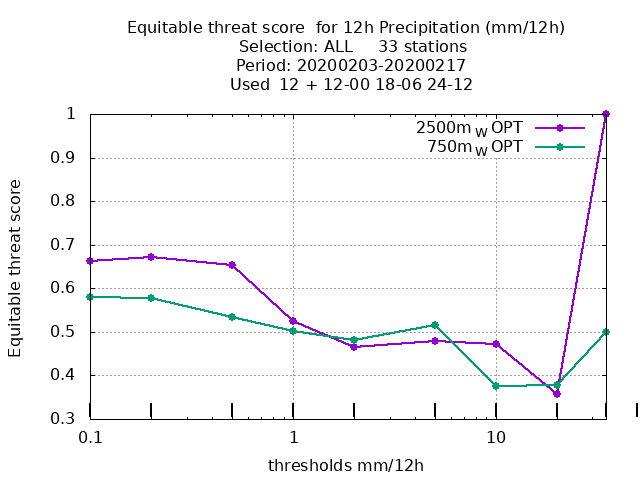 Equitable threat score  for 12h Precipitation (mm/12h)
Selection: ALL     33 stations
Period: 20200203-20200217
Used  12 + 12-00 18-06 24-12
2500m W OPT
750m W OPT
Equitable threat score
1
0.9
0.8
0.7
0.6
0.5
0.4
0.3
0.1 1 10
thresholds mm/12h